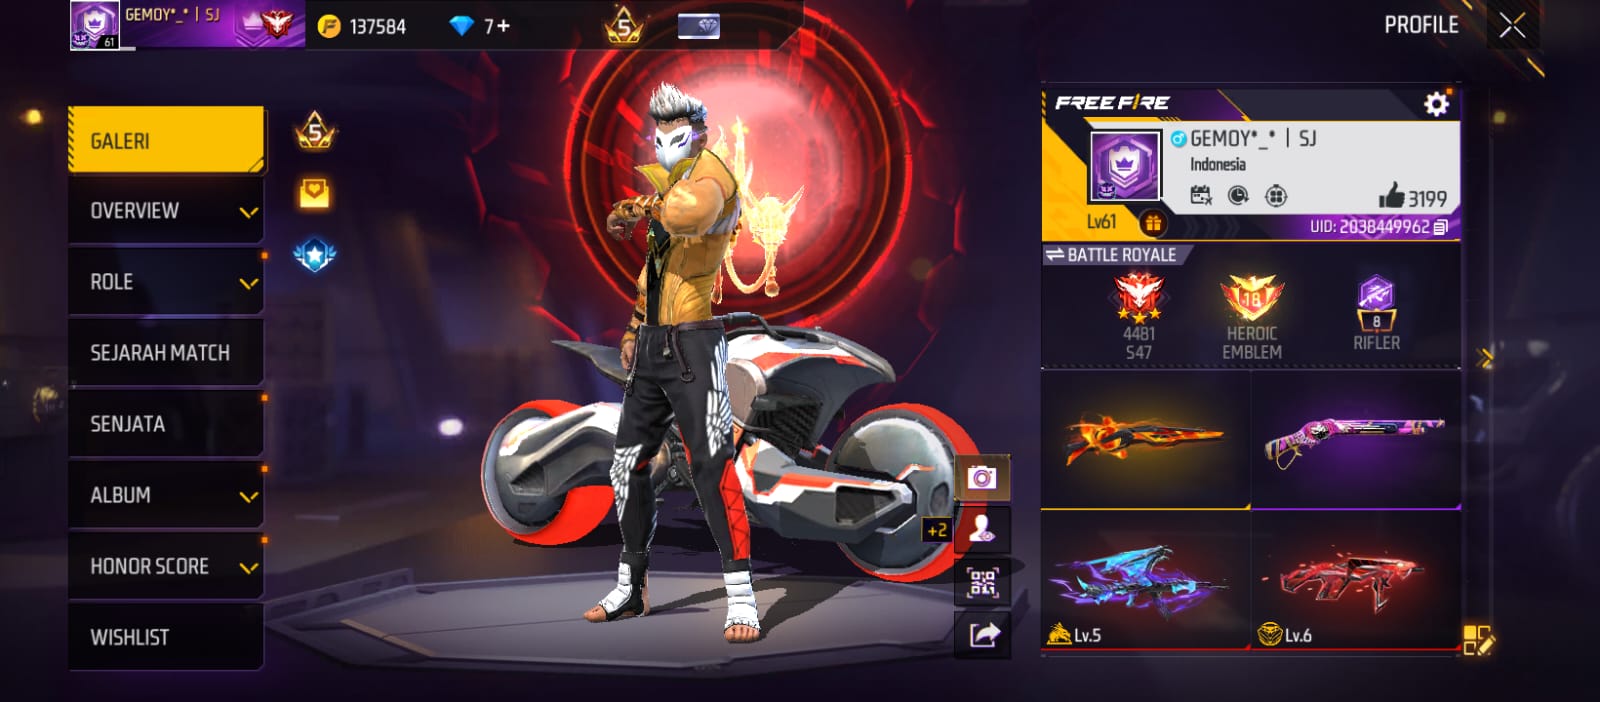 GEMOY*_* | SJ
61
137584
7+
5
PROFILE
GALERI
OVERVIEW
ROLE
SEJARAH MATCH
SENJATA
ALBUM
HONOR SCORE
WISHLIST
5
+2
FREE FIRE
GEMOY*_* | SJ
Indonesia
3199
Lv61
UID: 2038449962
BATTLE ROYALE
4481
S47
18
HEROIC
EMBLEM
8
RIFLER
Lv.5
Lv.6